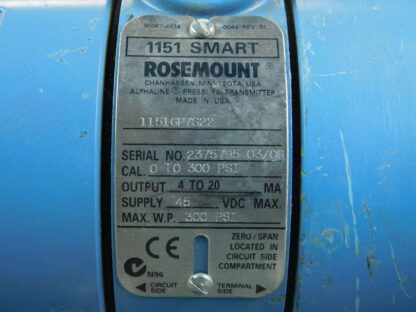 1151 SMART
ROSEMOUNT®
CHANHASSEN, MINNESOTA, USA
ALPHALINE® PRESSURE TRANSMITTER
MADE IN USA
1151GP7S22
SERIAL NO. 2375795 03/08
CAL. 0 TO 300 PSI
OUTPUT 4 TO 20 MA
SUPPLY 45 VDC MAX.
MAX. W.P. 300 PSI
CE
ZERO/SPAN
LOCATED IN
CIRCUIT SIDE
COMPARTMENT
N96
CIRCUIT SIDE
TERMINAL SIDE